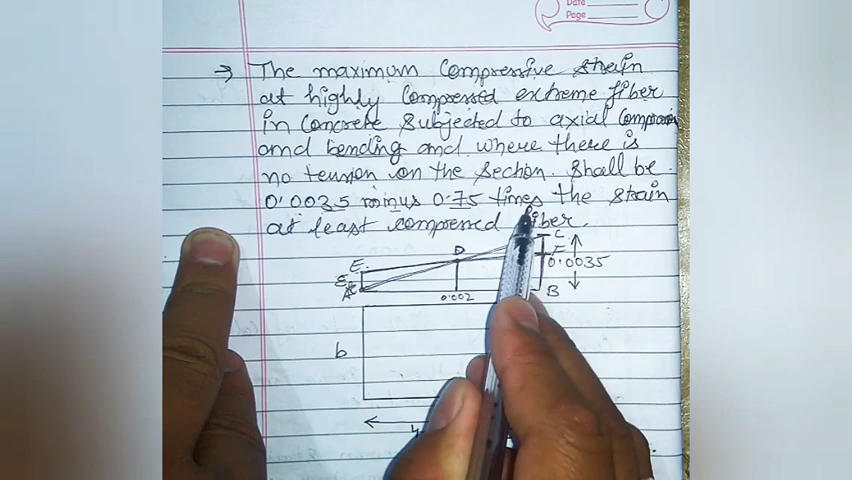 Date
Page
→ The maximum compressive strain
at highly compressed extreme fiber
in concrete subjected to axial
and bending and where there is
no tension on the section. Shall be
0.0035 minus 0.75 times the strain
at least compressed fiber.
C
D
E
F
0.0035
A
0.002
B
b